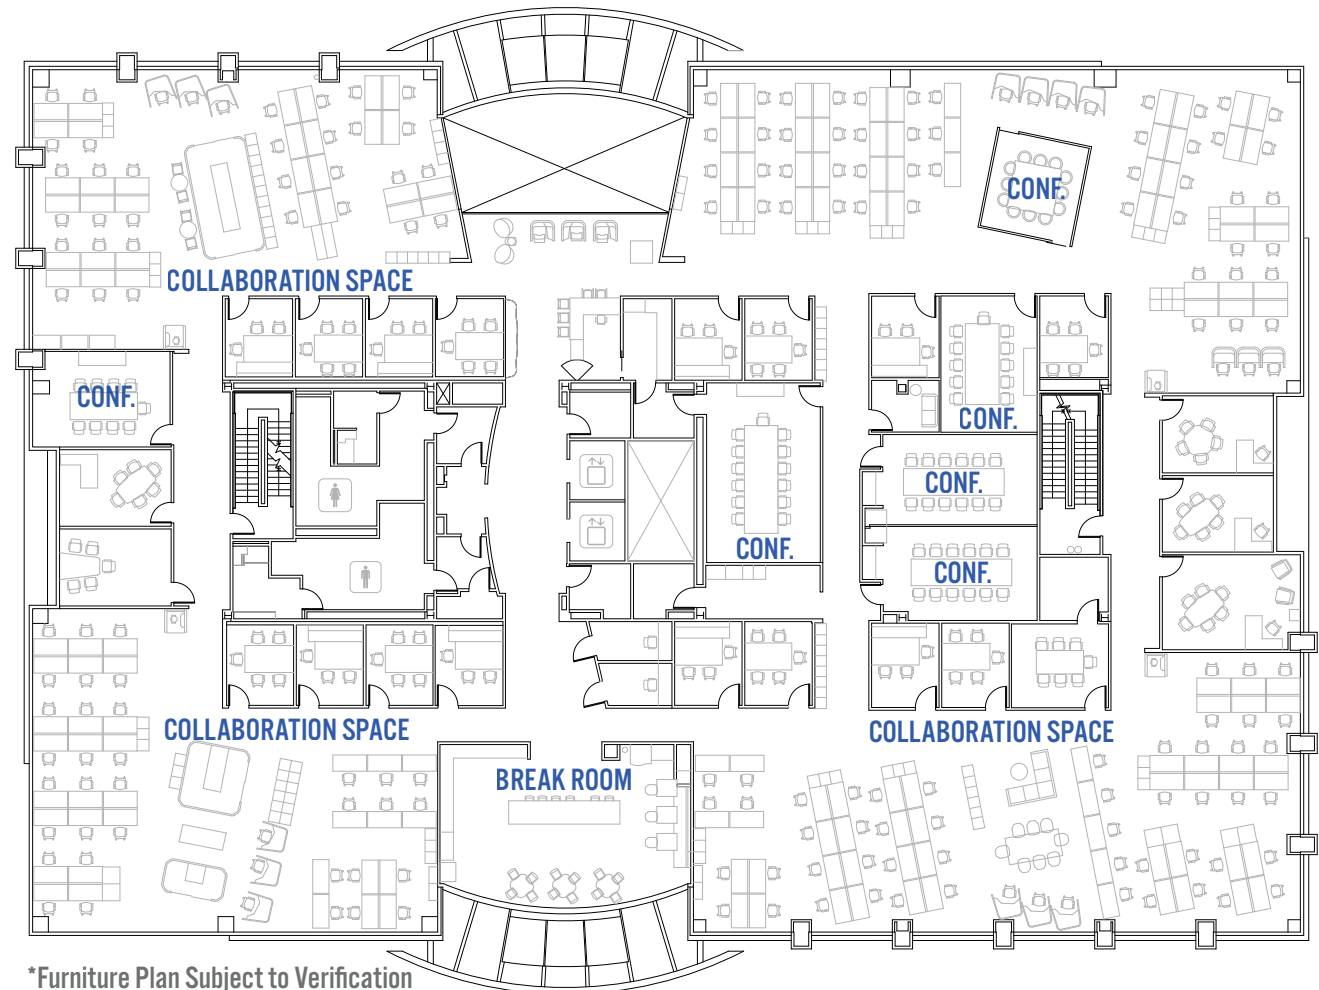 CONF.
COLLABORATION SPACE
CONF.
CONF.
CONF.
CONF.
CONF.
COLLABORATION SPACE
COLLABORATION SPACE
BREAK ROOM
*Furniture Plan Subject to Verification